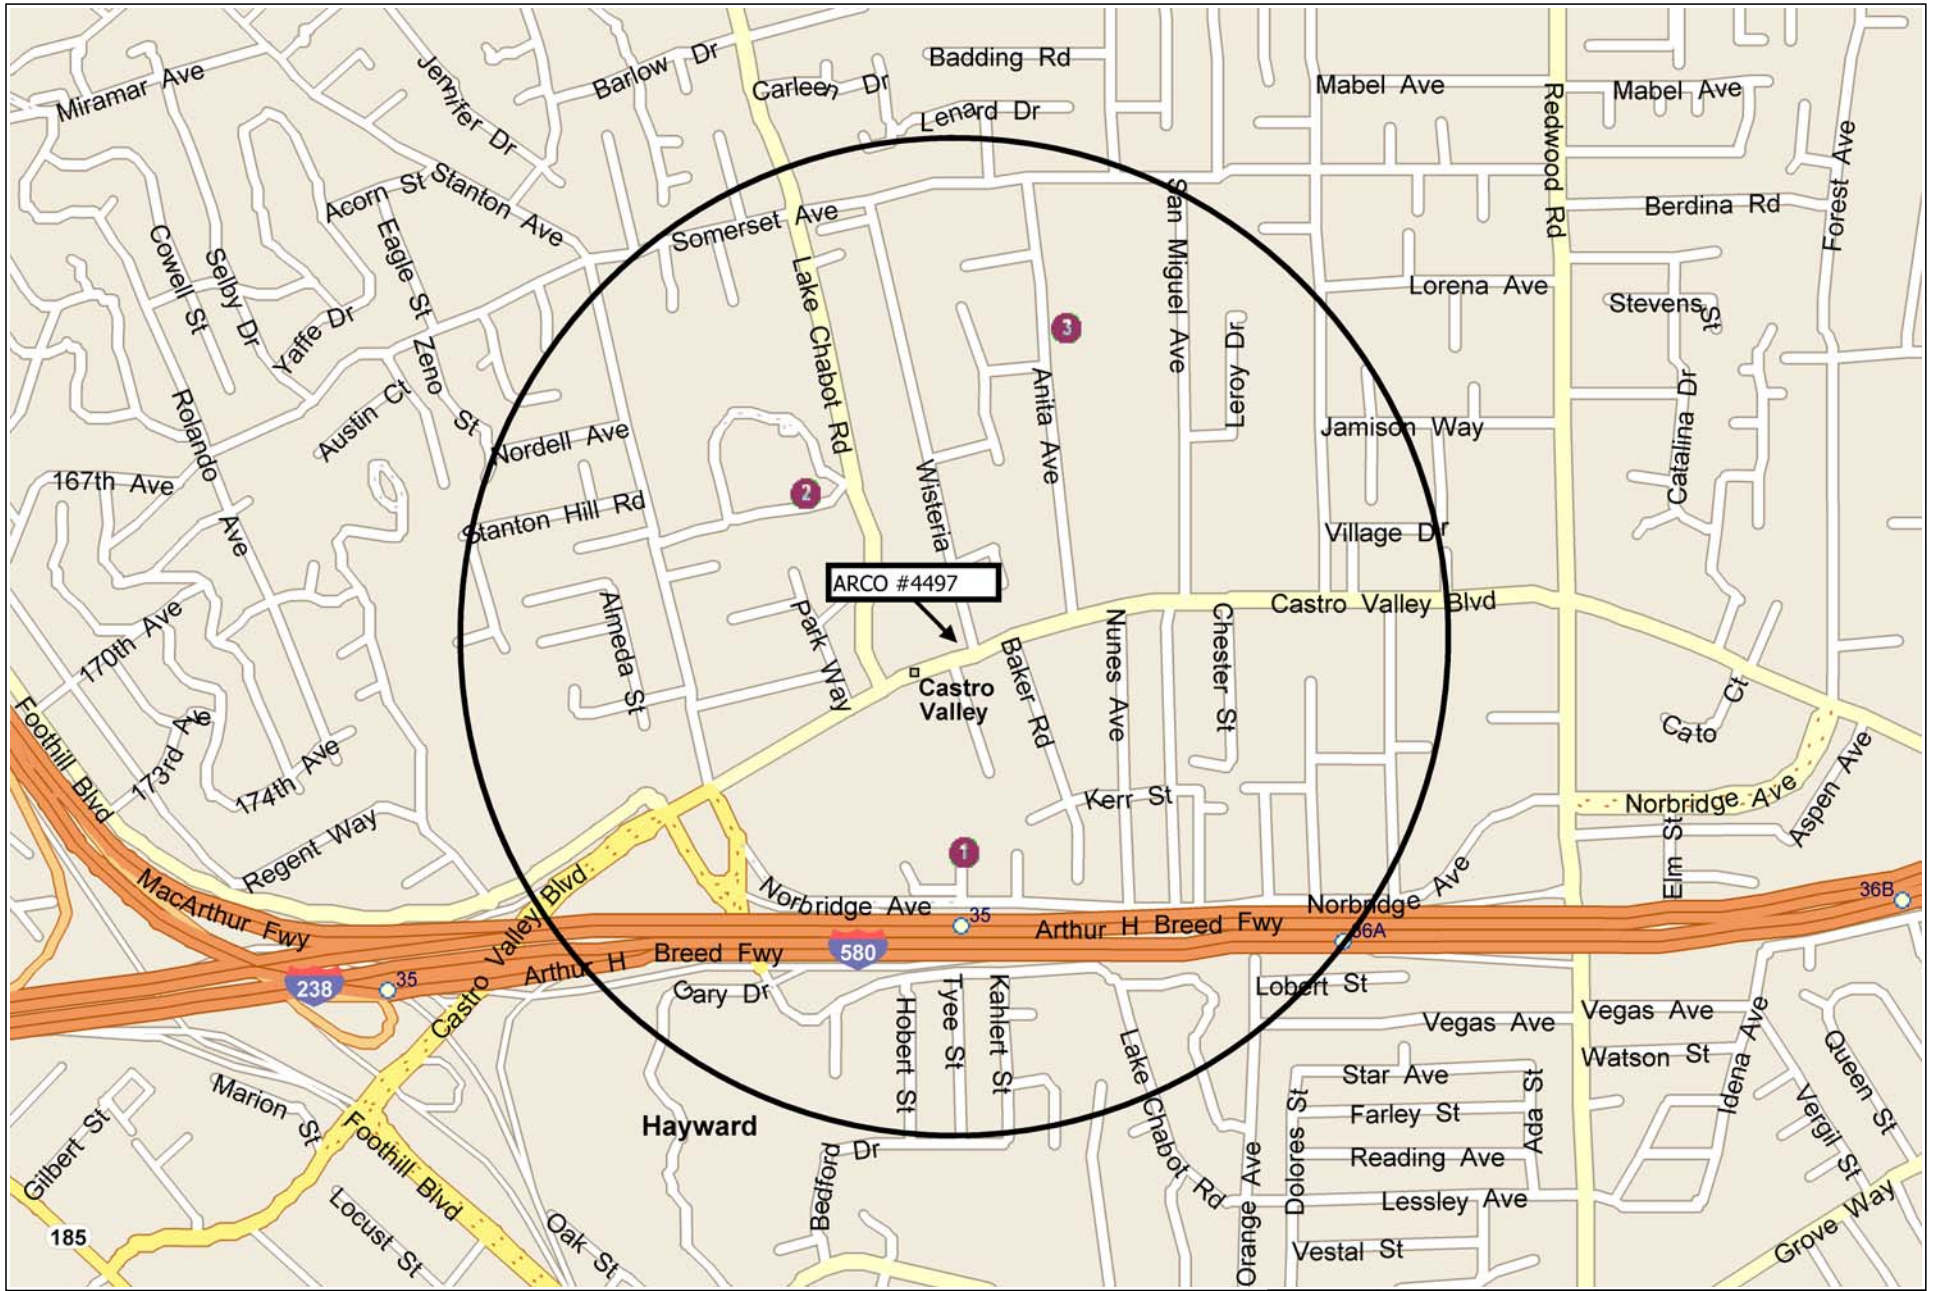 Badding Rd
Barlow Dr
Jennifer Dr
Miramar Ave
Carleen Dr
Mabel Ave
Mabel Ave
Redwood Rd
Lenard Dr
Forest Ave
Acorn St
Stanton Ave
San Miguel Ave
Berdina Rd
Somerset Ave
Eagle St
Cowell St
Selby Dr
Lake Chabot Rd
Lorena Ave
Stevens St
Yaffe Dr
3
Leroy Dr
Zeno St
Anita Ave
Catalina Dr
Rolando Ave
Austin Ct
Nordell Ave
Jamison Way
167th Ave
2
Wisteria
Stanton Hill Rd
Village Dr
ARCO #4497
Almeda St
Park Way
Castro Valley Blvd
Nunes Ave
Chester St
Baker Rd
170th Ave
Castro
Valley
Cato Ct
Foothill Blvd
173rd Ave
174th Ave
Kerr St
Norbridge Ave
Aspen Ave
Elm St
Regent Way
1
Castro Valley Blvd
Norbridge Ave
Norbridge Ave
36B
MacArthur Fwy
35
Arthur H Breed Fwy
36A
Arthur H Breed Fwy
580
238
35
Gary Dr
Hobert St
Tyee St
Kahlert St
Lobert St
Lake Chabot Rd
Vegas Ave
Vegas Ave
Watson St
Idena Ave
Queen St
Star Ave
Ada St
Vergil St
Marion St
Farley St
Dolores St
Gilbert St
Foothill Blvd
Hayward
Bedford Dr
Reading Ave
Orange Ave
Lessley Ave
Grove Way
185
Locust St
Oak St
Vestal St